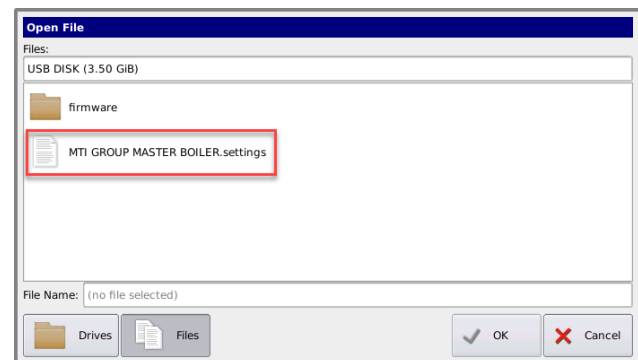 Open File
Files:
USB DISK (3.50 GiB)
firmware
MTI GROUP MASTER BOILER.settings
File Name: (no file selected)
Drives Files OK Cancel